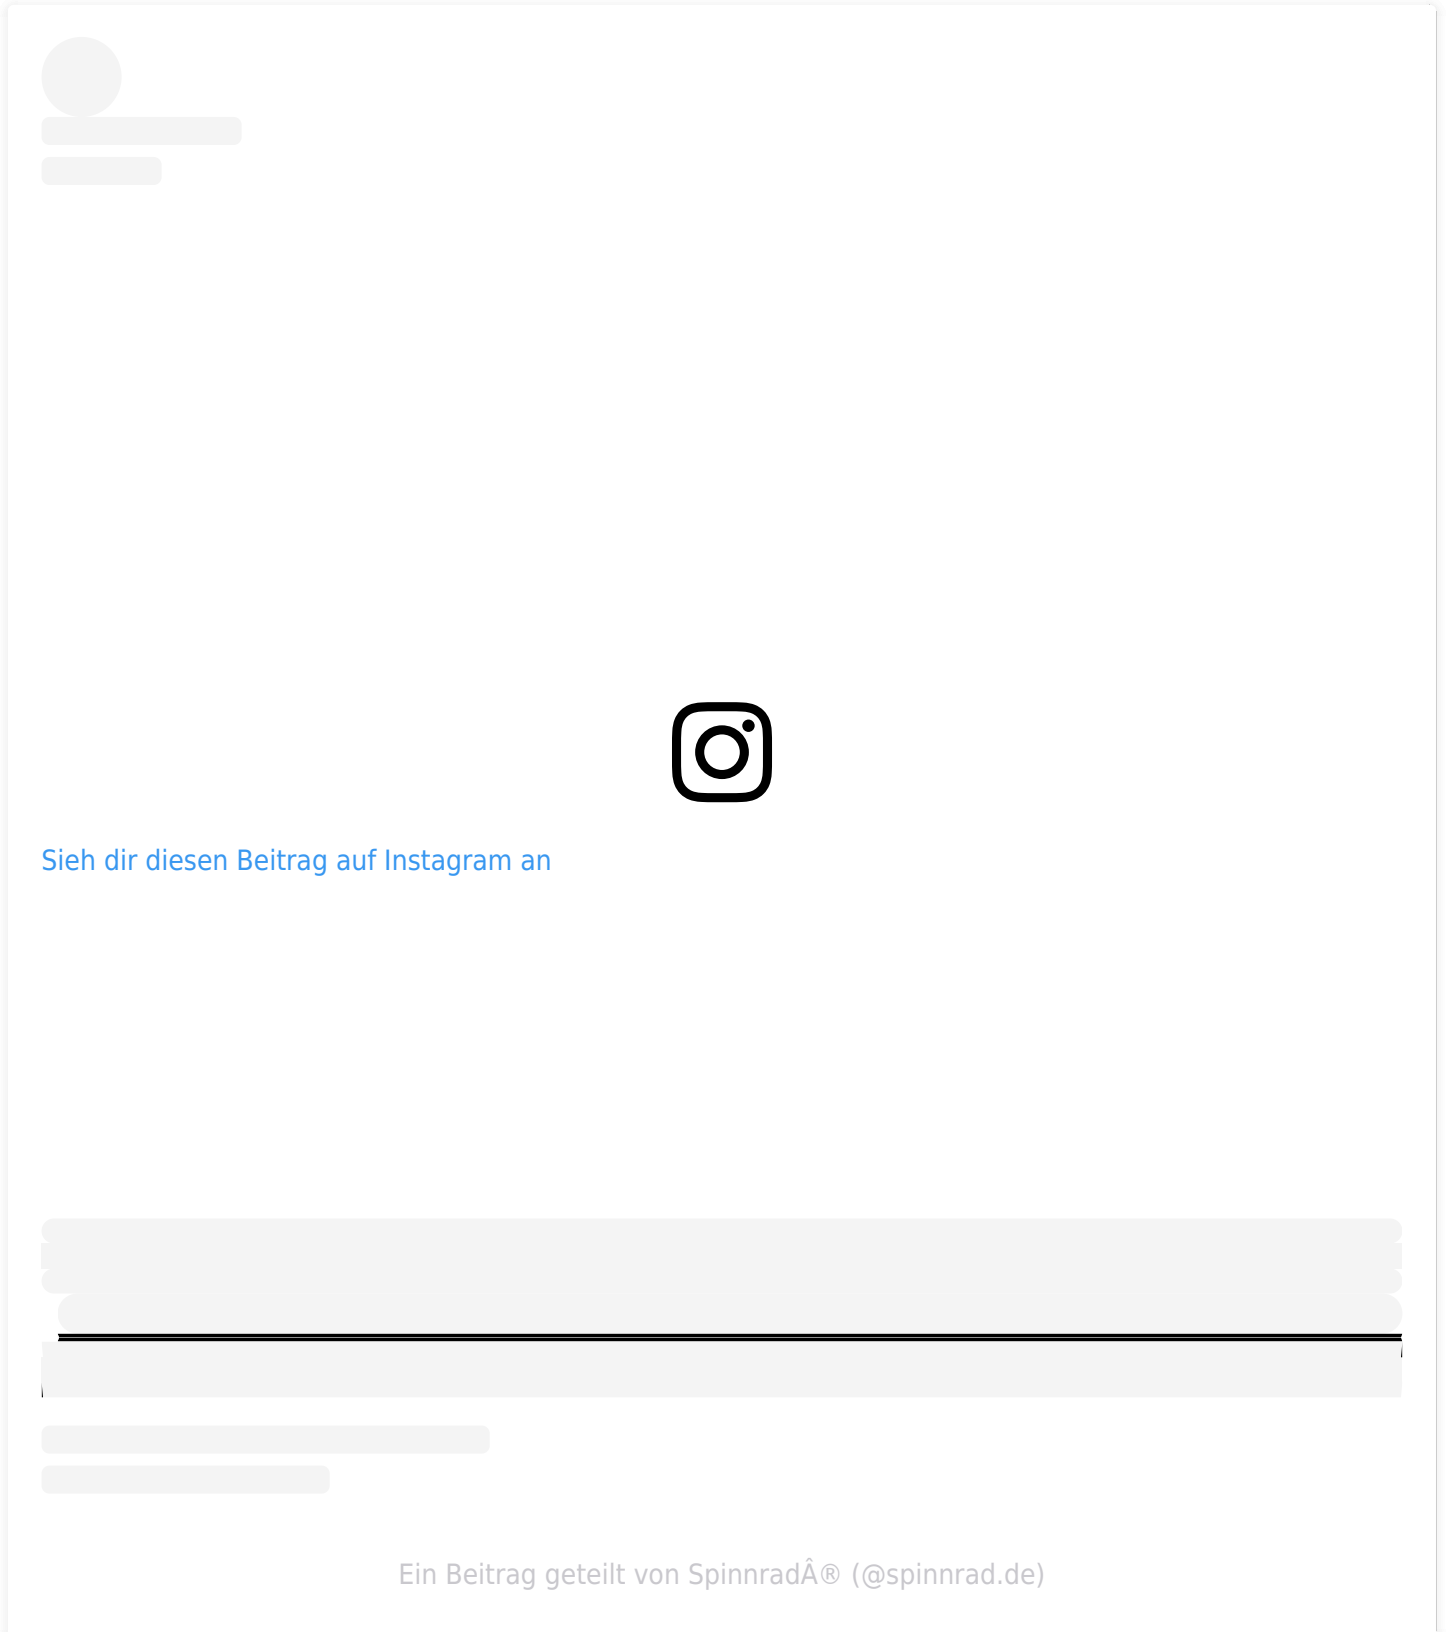 Sieh dir diesen Beitrag auf Instagram an
Ein Beitrag geteilt von SpinnradÂ® (@spinnrad.de)